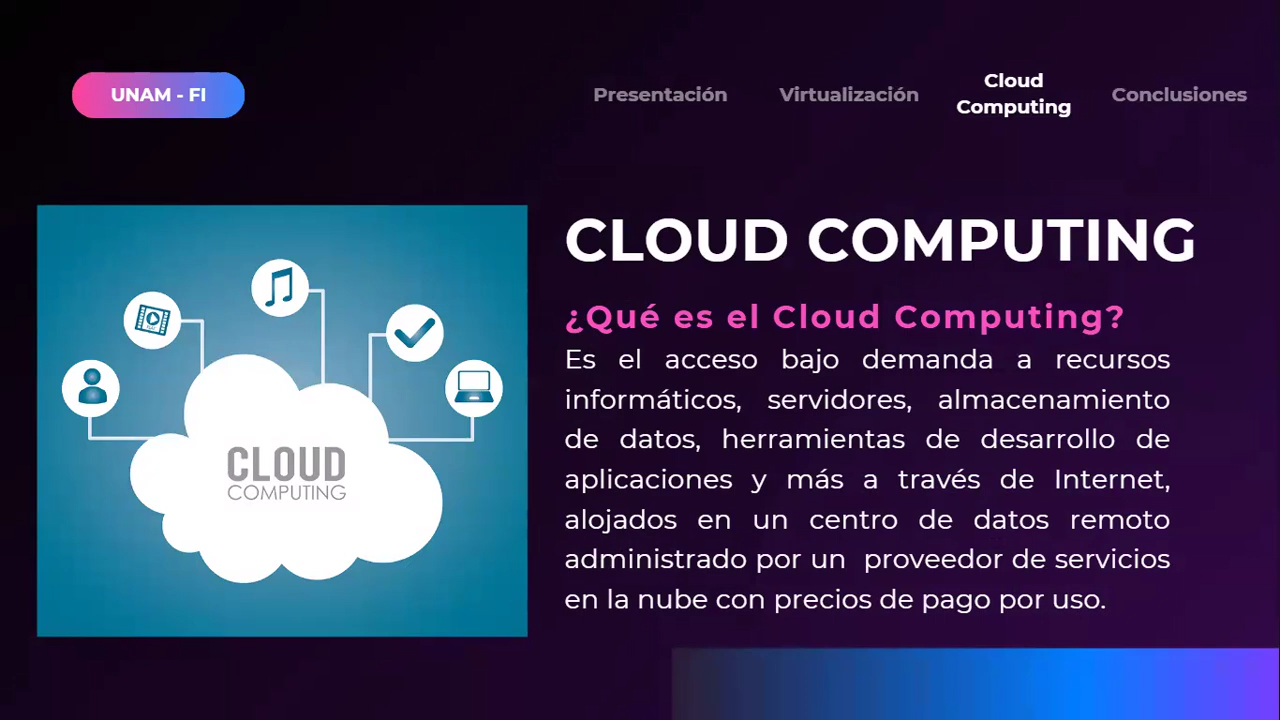 UNAM - FI
Presentación
Virtualización
Cloud
Computing
Conclusiones
CLOUD COMPUTING
¿Qué es el Cloud Computing?
Es el acceso bajo demanda a recursos
informáticos, servidores, almacenamiento
de datos, herramientas de desarrollo de
aplicaciones y más a través de Internet,
alojados en un centro de datos remoto
administrado por un proveedor de servicios
en la nube con precios de pago por uso.
CLOUD
COMPUTING